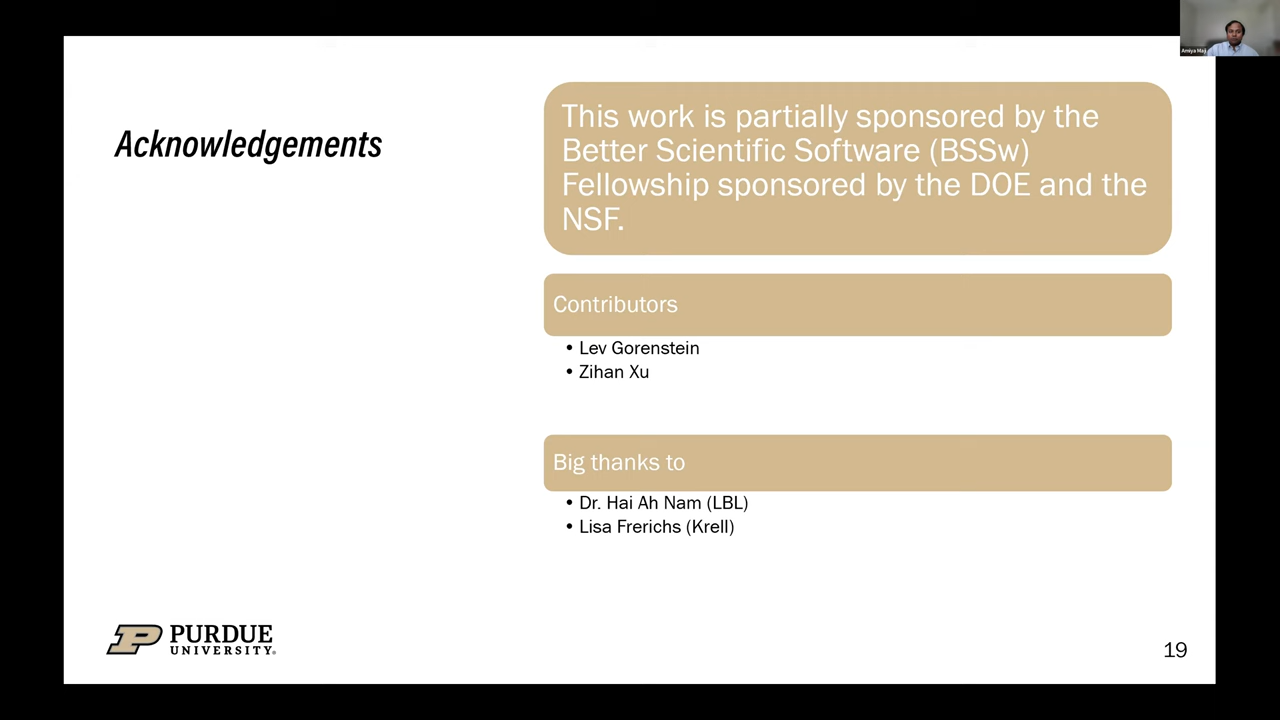 Amiya Maji
Acknowledgements
This work is partially sponsored by the
Better Scientific Software (BSSw)
Fellowship sponsored by the DOE and the
NSF.
Contributors
• Lev Gorenstein
• Zihan Xu
Big thanks to
• Dr. Hai Ah Nam (LBL)
• Lisa Frerichs (Krell)
PURDUE
UNIVERSITY®
19